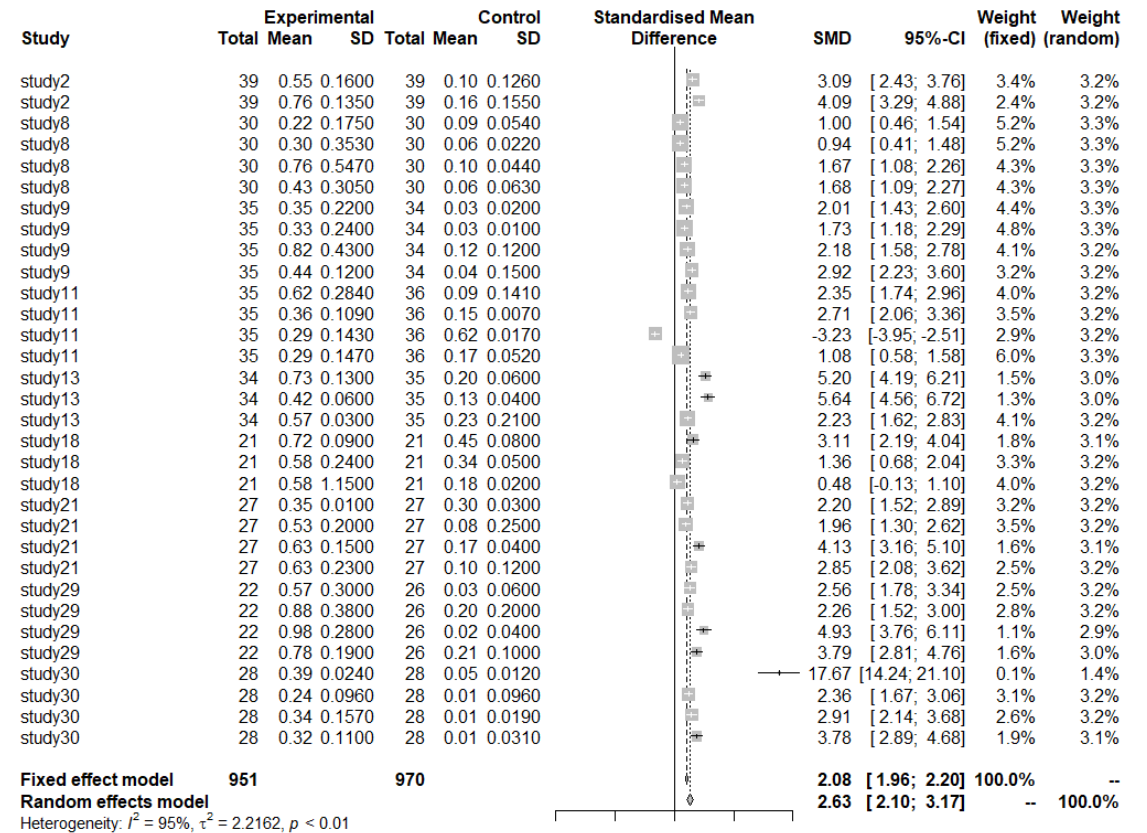 Experimental Control Standardised Mean Weight Weight
Study Total Mean SD Total Mean SD Difference SMD 95%-CI (fixed) (random)
study2 39 0.55 0.1600 39 0.10 0.1260 3.09 [ 2.43; 3.76] 3.4% 3.2%
study2 39 0.76 0.1350 39 0.16 0.1550 4.09 [ 3.29; 4.88] 2.4% 3.2%
study8 30 0.22 0.1750 30 0.09 0.0540 1.00 [ 0.46; 1.54] 5.2% 3.3%
study8 30 0.30 0.3530 30 0.06 0.0220 0.94 [ 0.41; 1.48] 5.2% 3.3%
study8 30 0.76 0.5470 30 0.10 0.0440 1.67 [ 1.08; 2.26] 4.3% 3.3%
study8 30 0.43 0.3050 30 0.06 0.0630 1.68 [ 1.09; 2.27] 4.3% 3.3%
study9 35 0.35 0.2200 34 0.03 0.0200 2.01 [ 1.43; 2.60] 4.4% 3.3%
study9 35 0.33 0.2400 34 0.03 0.0100 1.73 [ 1.18; 2.29] 4.8% 3.3%
study9 35 0.82 0.4300 34 0.12 0.1200 2.18 [ 1.58; 2.78] 4.1% 3.2%
study9 35 0.44 0.1200 34 0.04 0.1500 2.92 [ 2.23; 3.60] 3.2% 3.2%
study11 35 0.62 0.2840 36 0.09 0.1410 2.35 [ 1.74; 2.96] 4.0% 3.2%
study11 35 0.36 0.1090 36 0.15 0.0070 2.71 [ 2.06; 3.36] 3.5% 3.2%
study11 35 0.29 0.1430 36 0.62 0.0170 -3.23 [-3.95; -2.51] 2.9% 3.2%
study11 35 0.29 0.1470 36 0.17 0.0520 1.08 [ 0.58; 1.58] 6.0% 3.3%
study13 34 0.73 0.1300 35 0.20 0.0600 5.20 [ 4.19; 6.21] 1.5% 3.0%
study13 34 0.42 0.0600 35 0.13 0.0400 5.64 [ 4.56; 6.72] 1.3% 3.0%
study13 34 0.57 0.0300 35 0.23 0.2100 2.23 [ 1.62; 2.83] 4.1% 3.2%
study18 21 0.72 0.0900 21 0.45 0.0800 3.11 [ 2.19; 4.04] 1.8% 3.1%
study18 21 0.58 0.2400 21 0.34 0.0500 1.36 [ 0.68; 2.04] 3.3% 3.2%
study18 21 0.58 1.1500 21 0.18 0.0200 0.48 [-0.13; 1.10] 4.0% 3.2%
study21 27 0.35 0.0100 27 0.30 0.0300 2.20 [ 1.52; 2.89] 3.2% 3.2%
study21 27 0.53 0.2000 27 0.08 0.2500 1.96 [ 1.30; 2.62] 3.5% 3.2%
study21 27 0.63 0.1500 27 0.17 0.0400 4.13 [ 3.16; 5.10] 1.6% 3.1%
study21 27 0.63 0.2300 27 0.10 0.1200 2.85 [ 2.08; 3.62] 2.5% 3.2%
study29 22 0.57 0.3000 26 0.03 0.0600 2.56 [ 1.78; 3.34] 2.5% 3.2%
study29 22 0.88 0.3800 26 0.20 0.2000 2.26 [ 1.52; 3.00] 2.8% 3.2%
study29 22 0.98 0.2800 26 0.02 0.0400 4.93 [ 3.76; 6.11] 1.1% 2.9%
study29 22 0.78 0.1900 26 0.21 0.1000 3.79 [ 2.81; 4.76] 1.6% 3.0%
study30 28 0.39 0.0240 28 0.05 0.0120 17.67 [14.24; 21.10] 0.1% 1.4%
study30 28 0.24 0.0960 28 0.01 0.0960 2.36 [ 1.67; 3.06] 3.1% 3.2%
study30 28 0.34 0.1570 28 0.01 0.0190 2.91 [ 2.14; 3.68] 2.6% 3.2%
study30 28 0.32 0.1100 28 0.01 0.0310 3.78 [ 2.89; 4.68] 1.9% 3.1%
Fixed effect model 951 970 2.08 [ 1.96; 2.20] 100.0% --
Random effects model 2.63 [ 2.10; 3.17] -- 100.0%
Heterogeneity: I² = 95%, τ² = 2.2162, p < 0.01